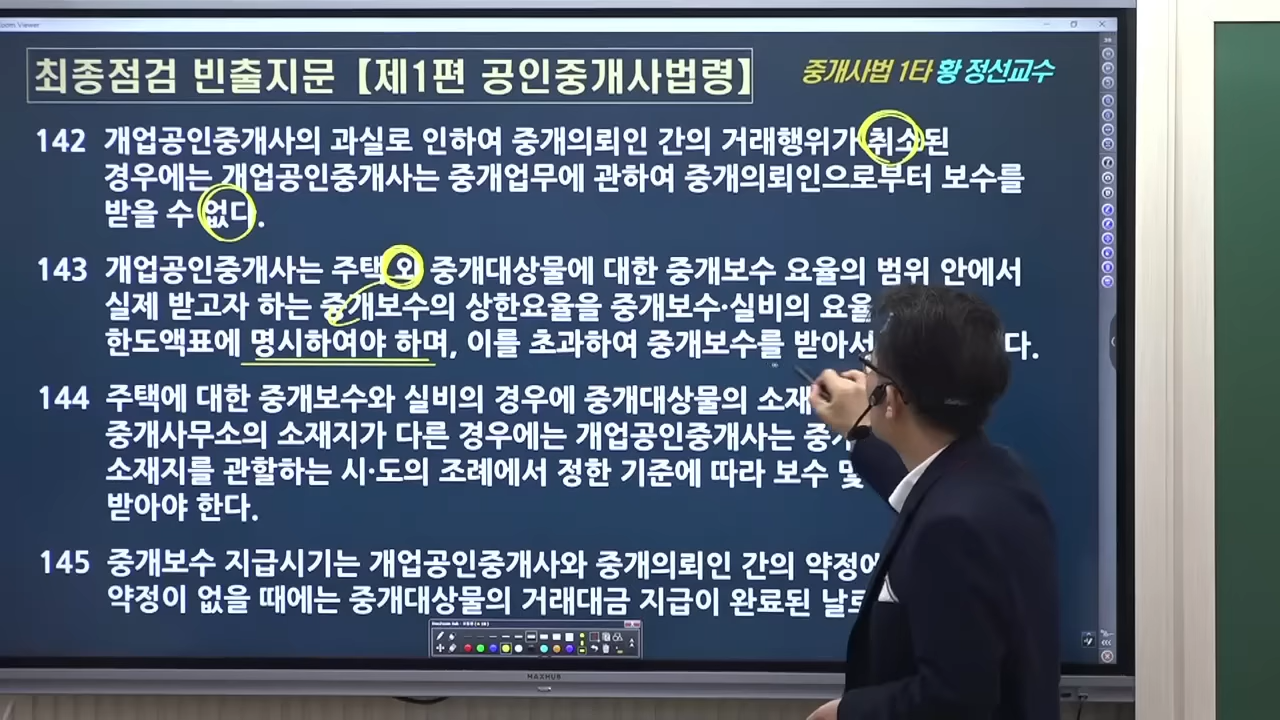 최종점검 빈출지문 【제1편 공인중개사법령】
중개사법 1타 황정선교수
142 개업공인중개사의 과실로 인하여 중개의뢰인 간의 거래행위가 취소된
경우에는 개업공인중개사는 중개업무에 관하여 중개의뢰인으로부터 보수를
받을 수 없다.
143 개업공인중개사는 주택 외 중개대상물에 대한 중개보수 요율의 범위 안에서
실제 받고자 하는 중개보수의 상한요율을 중개보수·실비의 요율
한도액표에 명시하여야 하며, 이를 초과하여 중개보수를 받아서 다.
144 주택에 대한 중개보수와 실비의 경우에 중개대상물의 소재
중개사무소의 소재지가 다른 경우에는 개업공인중개사는 중개
소재지를 관할하는 시·도의 조례에서 정한 기준에 따라 보수 및
받아야 한다.
145 중개보수 지급시기는 개업공인중개사와 중개의뢰인 간의 약정에
약정이 없을 때에는 중개대상물의 거래대금 지급이 완료된 날로
MAXHUB